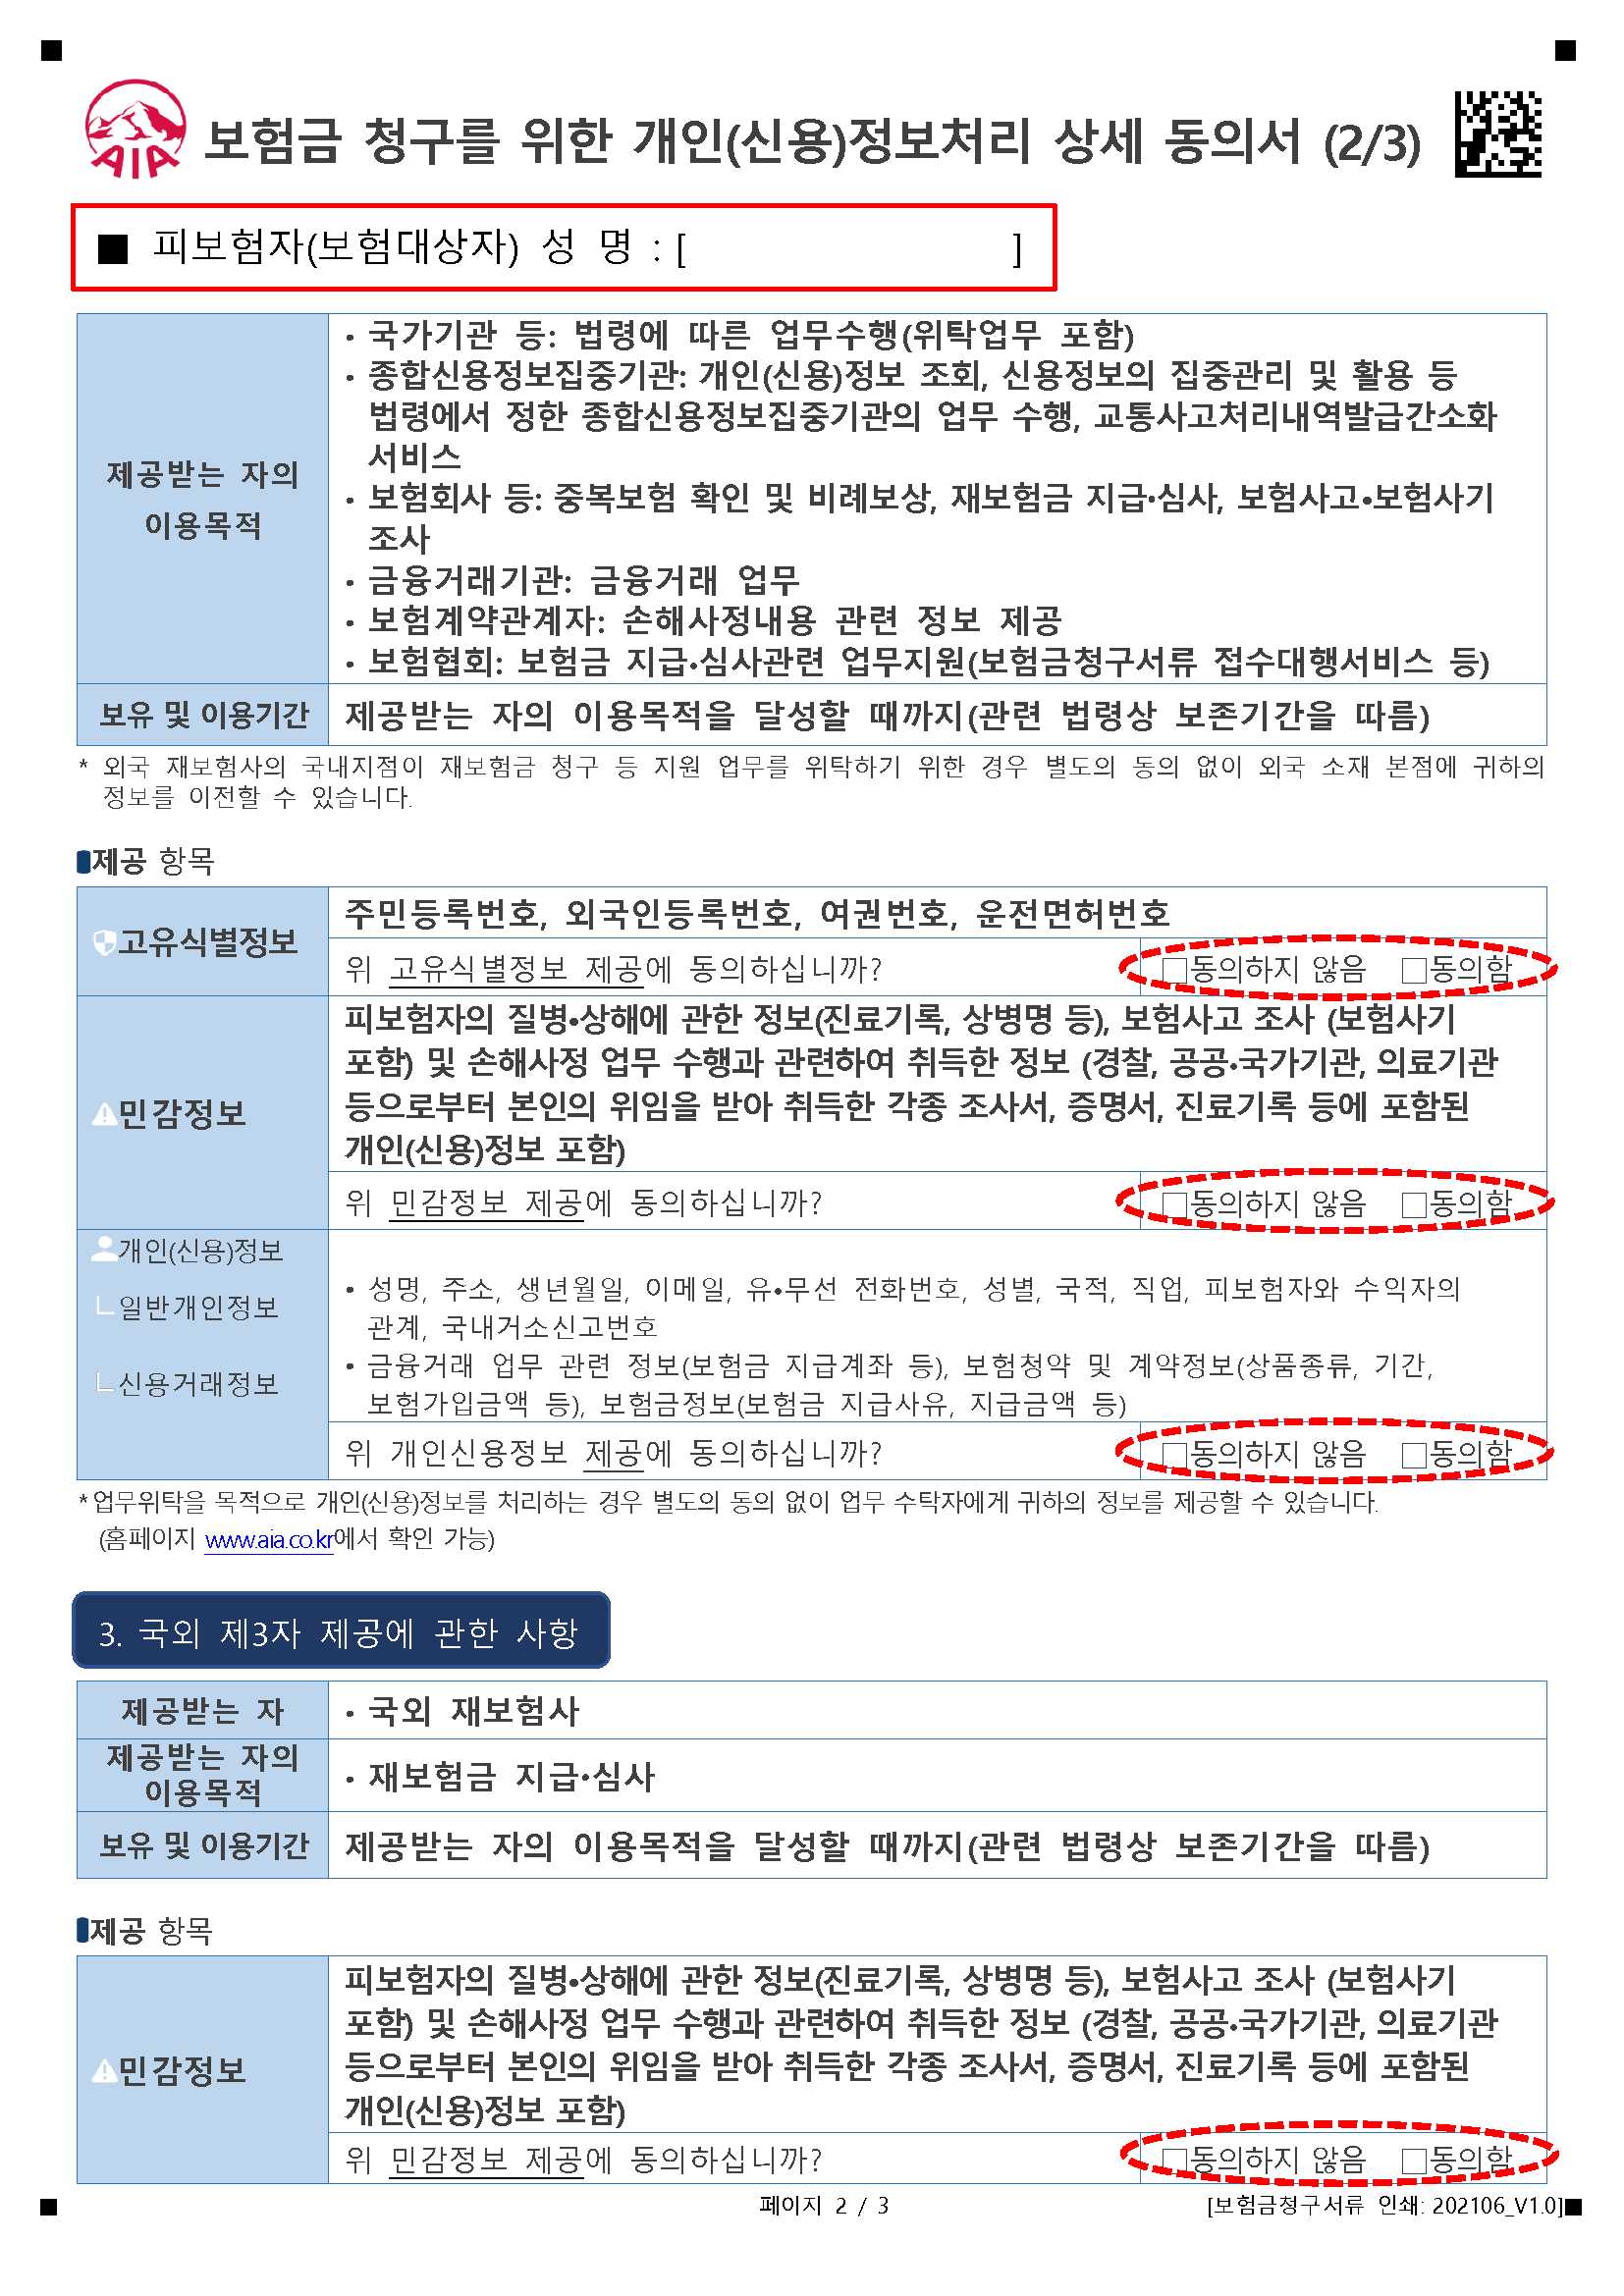 AIA
보험금 청구를 위한 개인(신용)정보처리 상세 동의서 (2/3)
■ 피보험자(보험대상자) 성 명 : [ ]
제공받는 자의
이용목적
• 국가기관 등: 법령에 따른 업무수행(위탁업무 포함)
• 종합신용정보집중기관: 개인(신용)정보 조회, 신용정보의 집중관리 및 활용 등
법령에서 정한 종합신용정보집중기관의 업무 수행, 교통사고처리내역발급간소화
서비스
• 보험회사 등: 중복보험 확인 및 비례보상, 재보험금 지급•심사, 보험사고•보험사기
조사
• 금융거래기관: 금융거래 업무
• 보험계약관계자: 손해사정내용 관련 정보 제공
• 보험협회: 보험금 지급•심사관련 업무지원(보험금청구서류 접수대행서비스 등)
보유 및 이용기간
제공받는 자의 이용목적을 달성할 때까지(관련 법령상 보존기간을 따름)
* 외국 재보험사의 국내지점이 재보험금 청구 등 지원 업무를 위탁하기 위한 경우 별도의 동의 없이 외국 소재 본점에 귀하의
정보를 이전할 수 있습니다.
제공 항목
고유식별정보
주민등록번호, 외국인등록번호, 여권번호, 운전면허번호
위 고유식별정보 제공에 동의하십니까?
□동의하지 않음 □동의함
민감정보
피보험자의 질병•상해에 관한 정보(진료기록, 상병명 등), 보험사고 조사 (보험사기
포함) 및 손해사정 업무 수행과 관련하여 취득한 정보 (경찰, 공공•국가기관, 의료기관
등으로부터 본인의 위임을 받아 취득한 각종 조사서, 증명서, 진료기록 등에 포함된
개인(신용)정보 포함)
위 민감정보 제공에 동의하십니까?
□동의하지 않음 □동의함
개인(신용)정보
ㄴ일반개인정보
ㄴ신용거래정보
• 성명, 주소, 생년월일, 이메일, 유•무선 전화번호, 성별, 국적, 직업, 피보험자와 수익자의
관계, 국내거소신고번호
• 금융거래 업무 관련 정보(보험금 지급계좌 등), 보험청약 및 계약정보(상품종류, 기간,
보험가입금액 등), 보험금정보(보험금 지급사유, 지급금액 등)
위 개인신용정보 제공에 동의하십니까?
□동의하지 않음 □동의함
*업무위탁을 목적으로 개인(신용)정보를 처리하는 경우 별도의 동의 없이 업무 수탁자에게 귀하의 정보를 제공할 수 있습니다.
(홈페이지 www.aia.co.kr에서 확인 가능)
3. 국외 제3자 제공에 관한 사항
제공받는 자
• 국외 재보험사
제공받는 자의
이용목적
• 재보험금 지급•심사
보유 및 이용기간
제공받는 자의 이용목적을 달성할 때까지(관련 법령상 보존기간을 따름)
제공 항목
민감정보
피보험자의 질병•상해에 관한 정보(진료기록, 상병명 등), 보험사고 조사 (보험사기
포함) 및 손해사정 업무 수행과 관련하여 취득한 정보 (경찰, 공공•국가기관, 의료기관
등으로부터 본인의 위임을 받아 취득한 각종 조사서, 증명서, 진료기록 등에 포함된
개인(신용)정보 포함)
위 민감정보 제공에 동의하십니까?
□동의하지 않음 □동의함
페이지 2 / 3
[보험금청구서류 인쇄: 202106_V1.0]